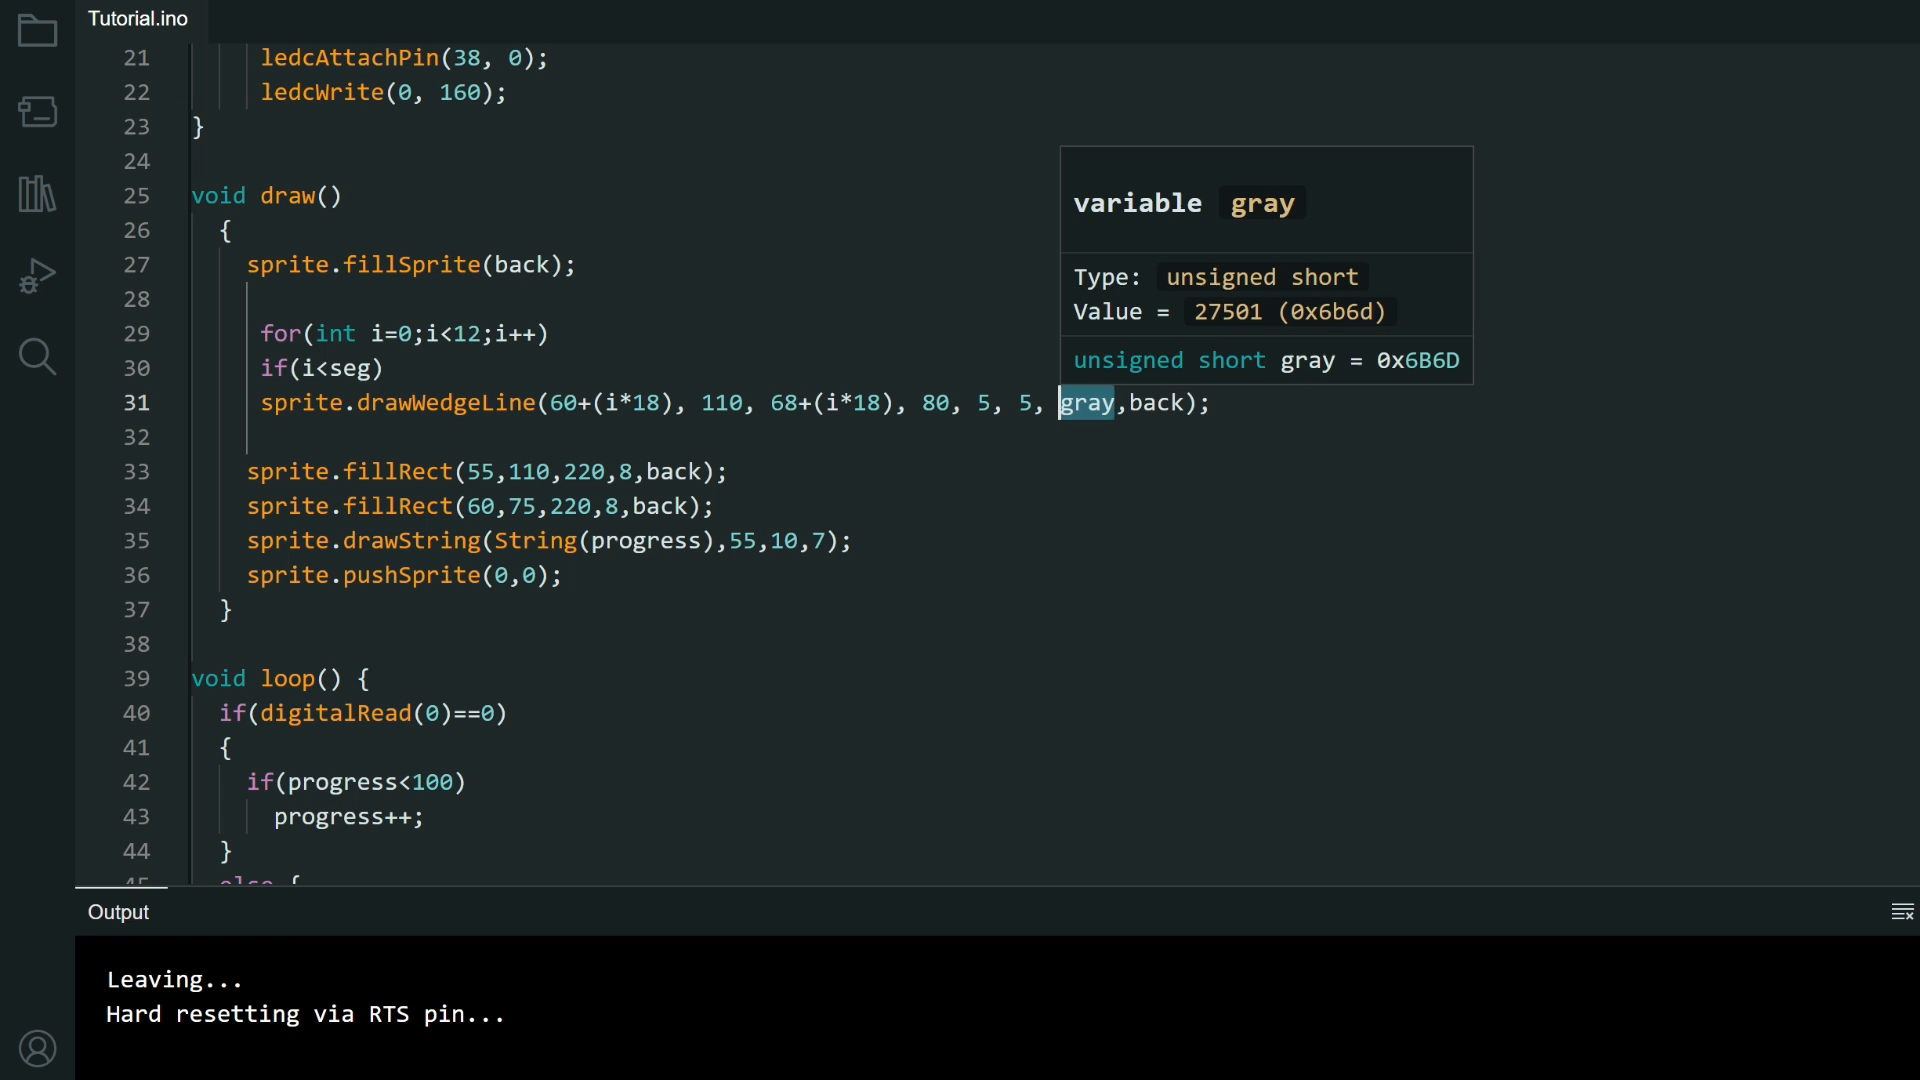 Tutorial.ino
21 ledcAttachPin(38, 0);
22 ledcWrite(0, 160);
23 }
24
25 void draw()
26 {
27 sprite.fillSprite(back);
28
29 for(int i=0;i<12;i++)
30 if(i<seg)
31 sprite.drawWedgeLine(60+(i*18), 110, 68+(i*18), 80, 5, 5, gray,back);
32
33 sprite.fillRect(55,110,220,8,back);
34 sprite.fillRect(60,75,220,8,back);
35 sprite.drawString(String(progress),55,10,7);
36 sprite.pushSprite(0,0);
37 }
38
39 void loop() {
40 if(digitalRead(0)==0)
41 {
42 if(progress<100)
43 progress++;
44 }
45 else {
variable gray
Type: unsigned short
Value = 27501 (0x6b6d)
unsigned short gray = 0x6B6D
Output
Leaving...
Hard resetting via RTS pin...